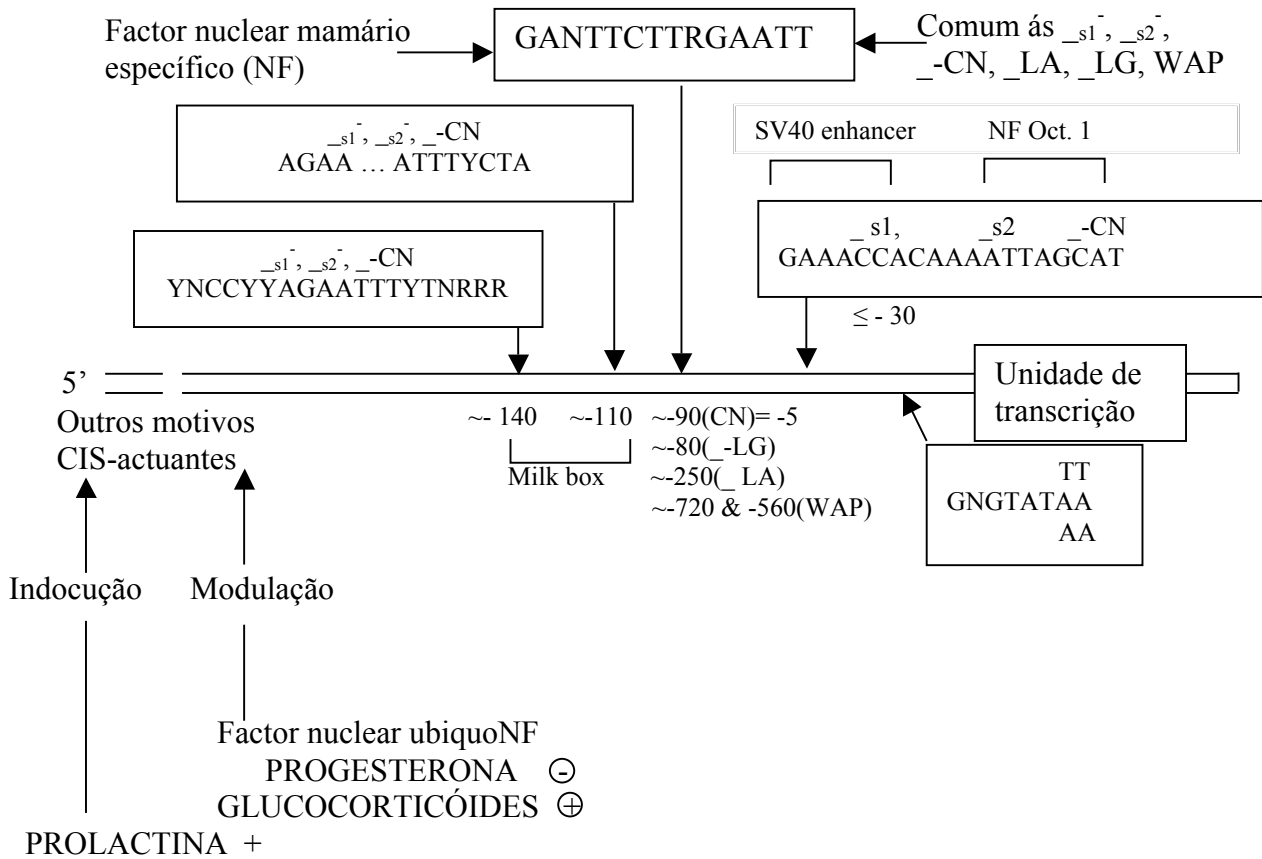 Factor nuclear mamário
específico (NF)
GANTTCTTRGAATT
Comum ás _s1-, _s2-,
_-CN, _LA, _LG, WAP
_s1-, _s2-, _-CN
AGAA … ATTTYCTA
SV40 enhancer NF Oct. 1
_s1-, _s2-, _-CN
YNCCYYAGAATTTYTNRRR
_ s1, _s2 _-CN
GAAACCACAAAATTAGCAT
≤ - 30
5’
Unidade de
transcrição
Outros motivos
CIS-actuantes
~- 140 ~-110
Milk box
~-90(CN)= -5
~-80(_-LG)
~-250(_ LA)
~-720 & -560(WAP)
TT
GNGTATAA
AA
Indocução Modulação
Factor nuclear ubiquoNF
PROGESTERONA -
GLUCOCORTICÓIDES +
PROLACTINA +